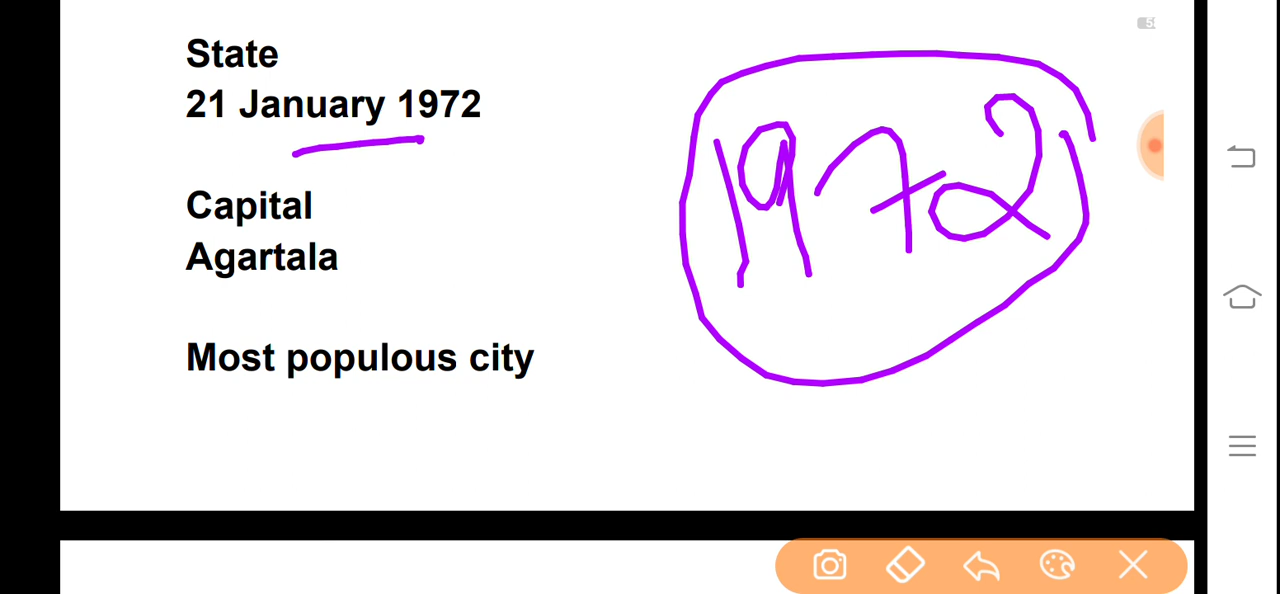 State
21 January 1972
1972
Capital
Agartala
Most populous city